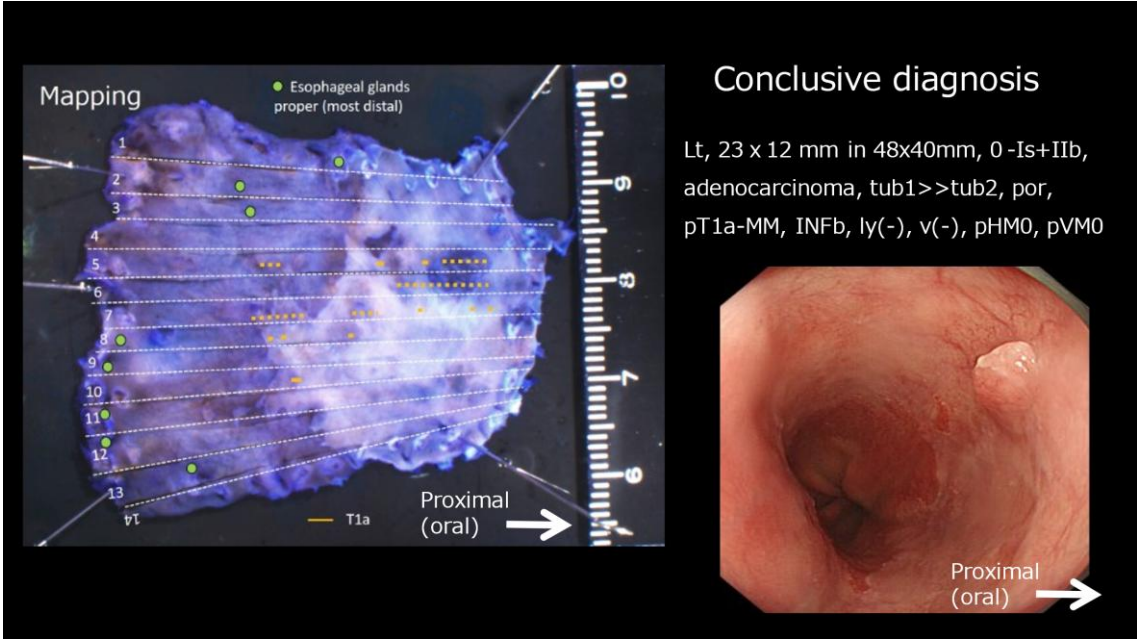 Mapping
Esophageal glands
proper (most distal)
1
2
3
4
5
6
7
8
9
10
11
12
13
14
T1a
Proximal
(oral)
Conclusive diagnosis
Lt, 23 x 12 mm in 48x40mm, 0 -Is+IIb,
adenocarcinoma, tub1>>tub2, por,
pT1a-MM, INFb, ly(-), v(-), pHM0, pVM0
Proximal
(oral)